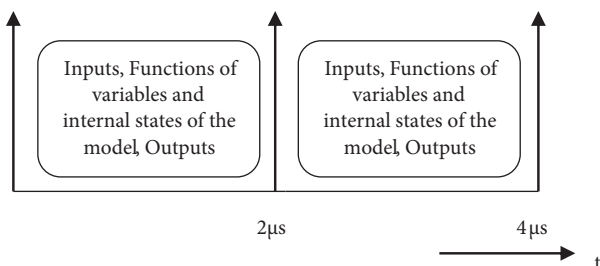 Inputs, Functions of
variables and
internal states of the
model, Outputs
Inputs, Functions of
variables and
internal states of the
model, Outputs
2μs
4μs
t